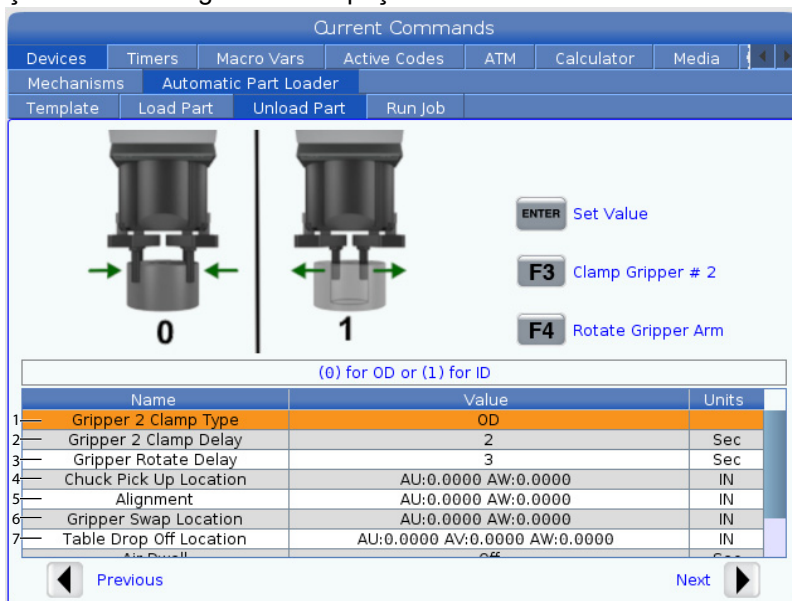 Current Commands
Devices Timers Macro Vars Active Codes ATM Calculator Media
Mechanisms Automatic Part Loader
Template Load Part Unload Part Run Job
ENTER Set Value
F3 Clamp Gripper # 2
F4 Rotate Gripper Arm
0 1
(0) for OD or (1) for ID
Name Value Units
1 Gripper 2 Clamp Type OD
2 Gripper 2 Clamp Delay 2 Sec
3 Gripper Rotate Delay 3 Sec
4 Chuck Pick Up Location AU:0.0000 AW:0.0000 IN
5 Alignment AU:0.0000 AW:0.0000 IN
6 Gripper Swap Location AU:0.0000 AW:0.0000 IN
7 Table Drop Off Location AU:0.0000 AV:0.0000 AW:0.0000 IN
Previous Next